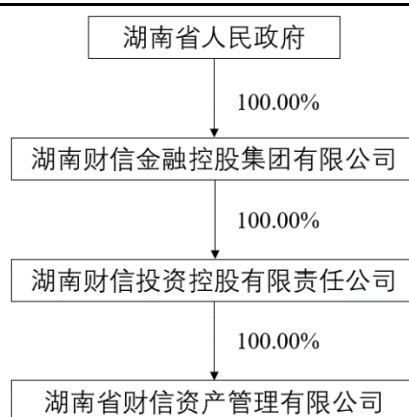 湖南省人民政府
100.00%
湖南财信金融控股集团有限公司
100.00%
湖南财信投资控股有限责任公司
100.00%
湖南省财信资产管理有限公司